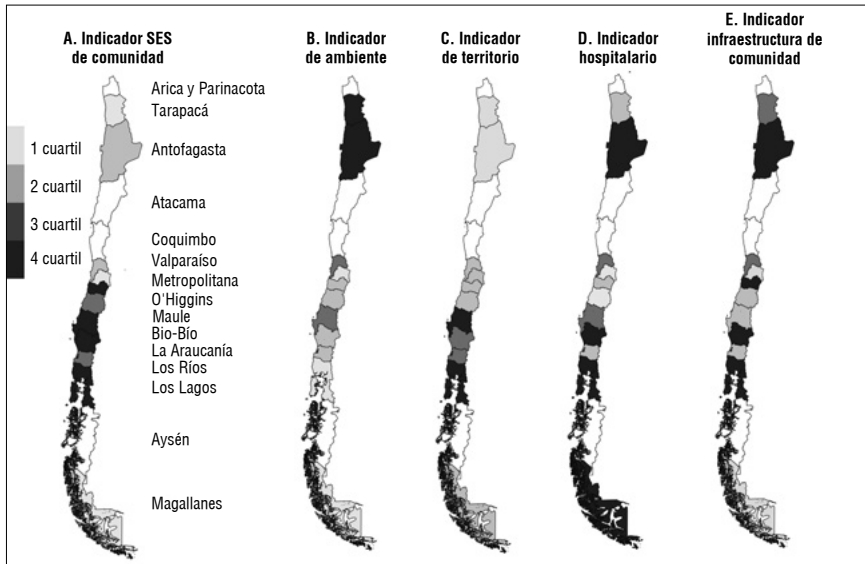 A. Indicador SES
de comunidad
B. Indicador
de ambiente
C. Indicador
de territorio
D. Indicador
hospitalario
E. Indicador
infraestructura de
comunidad
1 cuartil
2 cuartil
3 cuartil
4 cuartil
Arica y Parinacota
Tarapacá
Antofagasta
Atacama
Coquimbo
Valparaíso
Metropolitana
O'Higgins
Maule
Bio-Bío
La Araucanía
Los Ríos
Los Lagos
Aysén
Magallanes